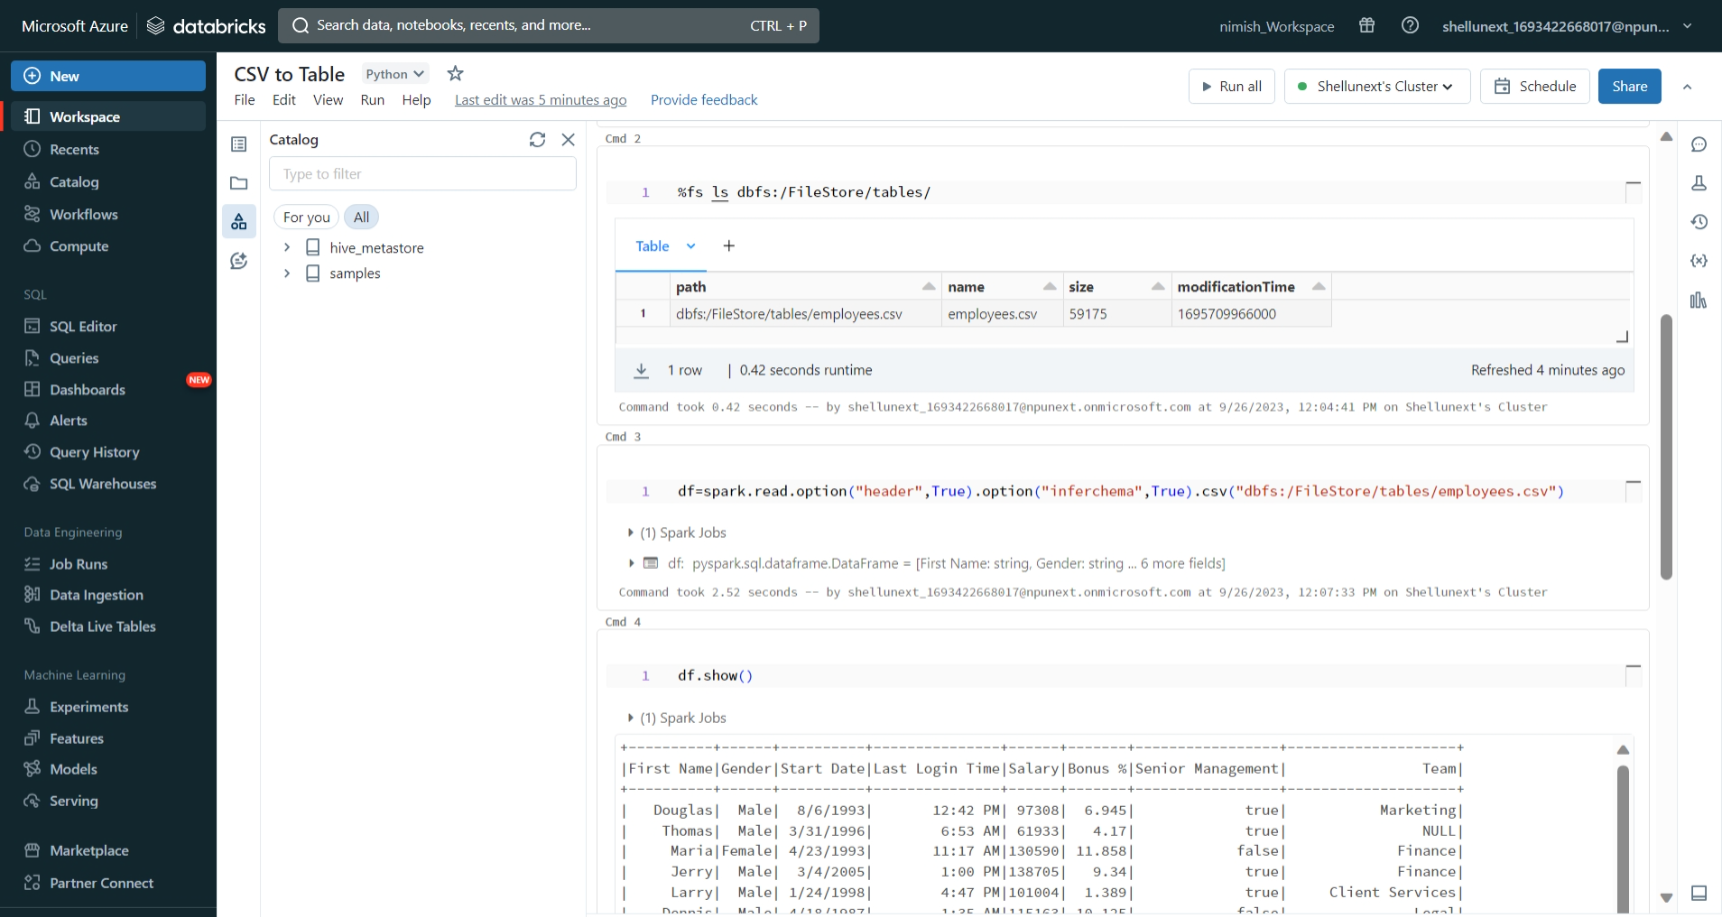 Microsoft Azure databricks Search data, notebooks, recents, and more... CTRL + P nimish_Workspace shellunext_1693422668017@npun...
New
Workspace
Recents
Catalog
Workflows
Compute
SQL
SQL Editor
Queries
Dashboards NEW
Alerts
Query History
SQL Warehouses
Data Engineering
Job Runs
Data Ingestion
Delta Live Tables
Machine Learning
Experiments
Features
Models
Serving
Marketplace
Partner Connect
CSV to Table Python
File Edit View Run Help Last edit was 5 minutes ago Provide feedback
Run all Shellunext's Cluster Schedule Share
Catalog
Type to filter
For you All
hive_metastore
samples
Cmd 2
1 %fs ls dbfs:/FileStore/tables/
Table +
path name size modificationTime
1 dbfs:/FileStore/tables/employees.csv employees.csv 59175 1695709966000
1 row | 0.42 seconds runtime Refreshed 4 minutes ago
Command took 0.42 seconds -- by shellunext_1693422668017@npunext.onmicrosoft.com at 9/26/2023, 12:04:41 PM on Shellunext's Cluster
Cmd 3
1 df=spark.read.option("header",True).option("inferchema",True).csv("dbfs:/FileStore/tables/employees.csv")
(1) Spark Jobs
df: pyspark.sql.dataframe.DataFrame = [First Name: string, Gender: string ... 6 more fields]
Command took 2.52 seconds -- by shellunext_1693422668017@npunext.onmicrosoft.com at 9/26/2023, 12:07:33 PM on Shellunext's Cluster
Cmd 4
1 df.show()
(1) Spark Jobs
+----------+------+----------+---------------+------+-------+-----------------+--------------------+
|First Name|Gender|Start Date|Last Login Time|Salary|Bonus %|Senior Management|                Team|
+----------+------+----------+---------------+------+-------+-----------------+--------------------+
|   Douglas|  Male|  8/6/1993|       12:42 PM| 97308|  6.945|             true|           Marketing|
|    Thomas|  Male| 3/31/1996|        6:53 AM| 61933|   4.17|             true|                NULL|
|     Maria|Female| 4/23/1993|       11:17 AM|130590| 11.858|            false|             Finance|
|     Jerry|  Male|  3/4/2005|        1:00 PM|138705|   9.34|             true|             Finance|
|     Larry|  Male| 1/24/1998|        4:47 PM|101004|  1.389|             true|     Client Services|
|    Dennis|  Male| 4/18/1987|        1:35 AM|115163| 10.125|            false|               Legal|